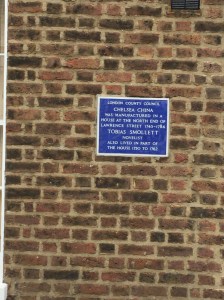 LONDON COUNTY COUNCIL
CHELSEA CHINA
WAS MANUFACTURED IN A
HOUSE AT THE NORTH END OF
LAWRENCE STREET 1745-1784
TOBIAS SMOLLETT
NOVELIST
ALSO LIVED IN PART OF
THE HOUSE 1750 TO 1762